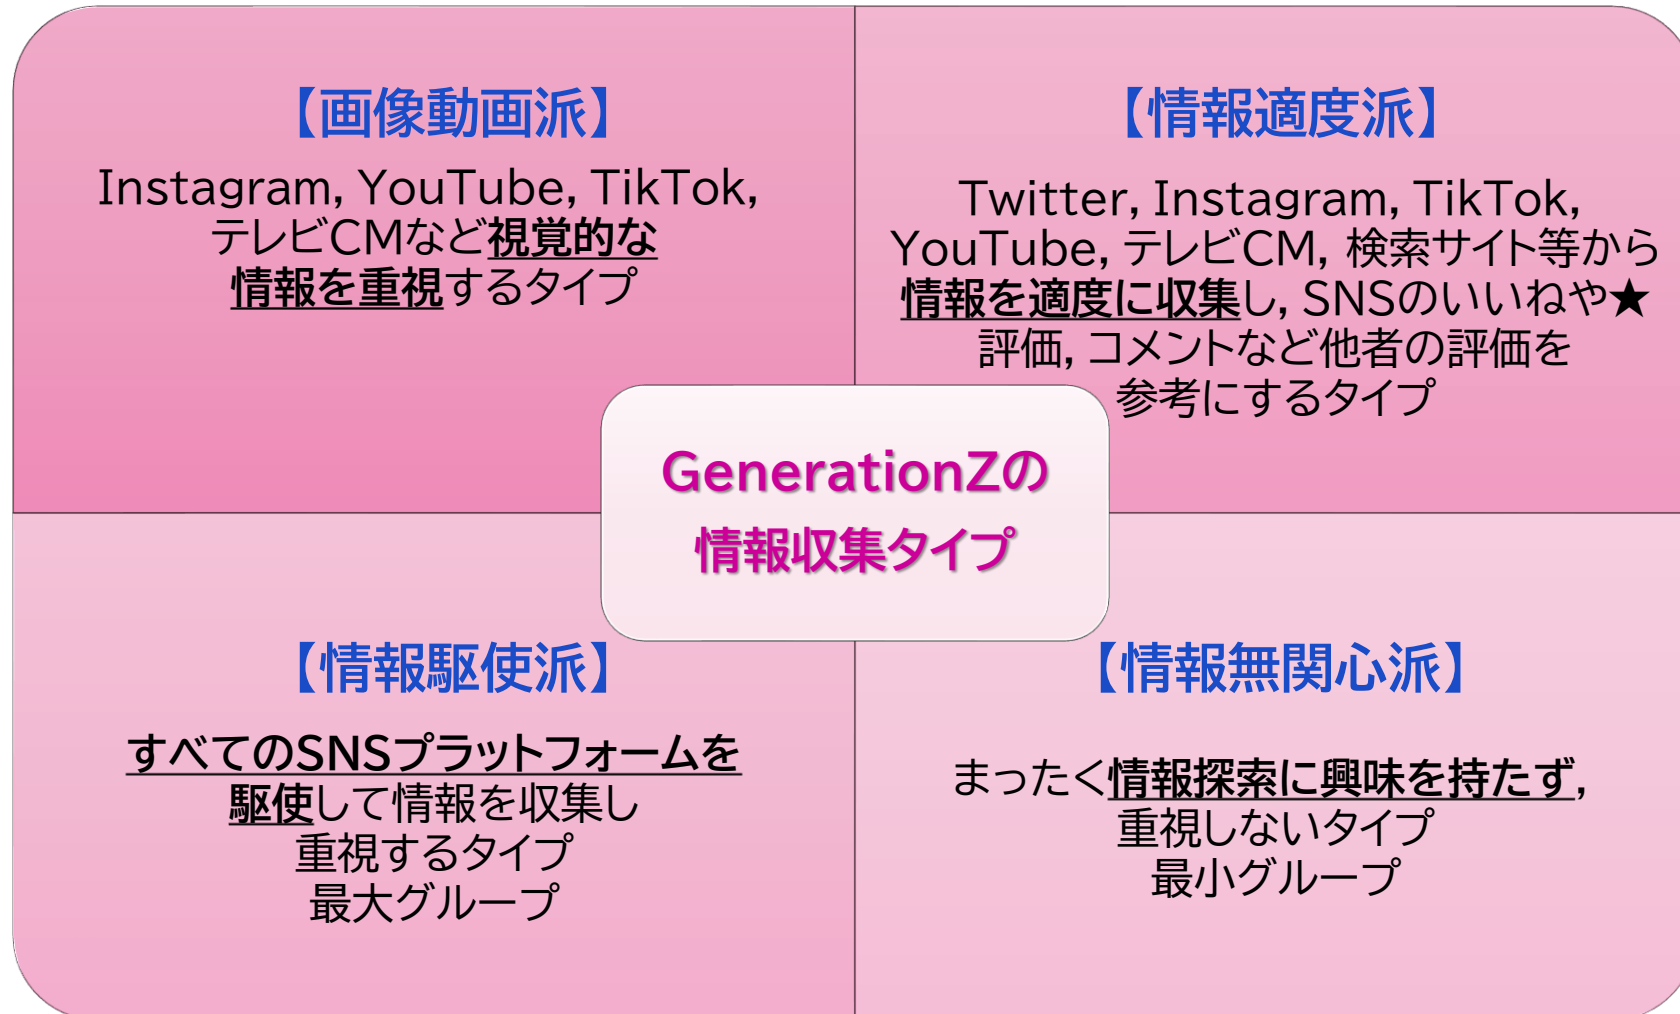 【画像動画派】
Instagram, YouTube, TikTok,
テレビCMなど視覚的な
情報を重視するタイプ
【情報適度派】
Twitter, Instagram, TikTok,
YouTube, テレビCM, 検索サイト等から
情報を適度に収集し, SNSのいいねや★
評価, コメントなど他者の評価を
参考にするタイプ
GenerationZの
情報収集タイプ
【情報駆使派】
すべてのSNSプラットフォームを
駆使して情報を収集し
重視するタイプ
最大グループ
【情報無関心派】
まったく情報探索に興味を持たず,
重視しないタイプ
最小グループ